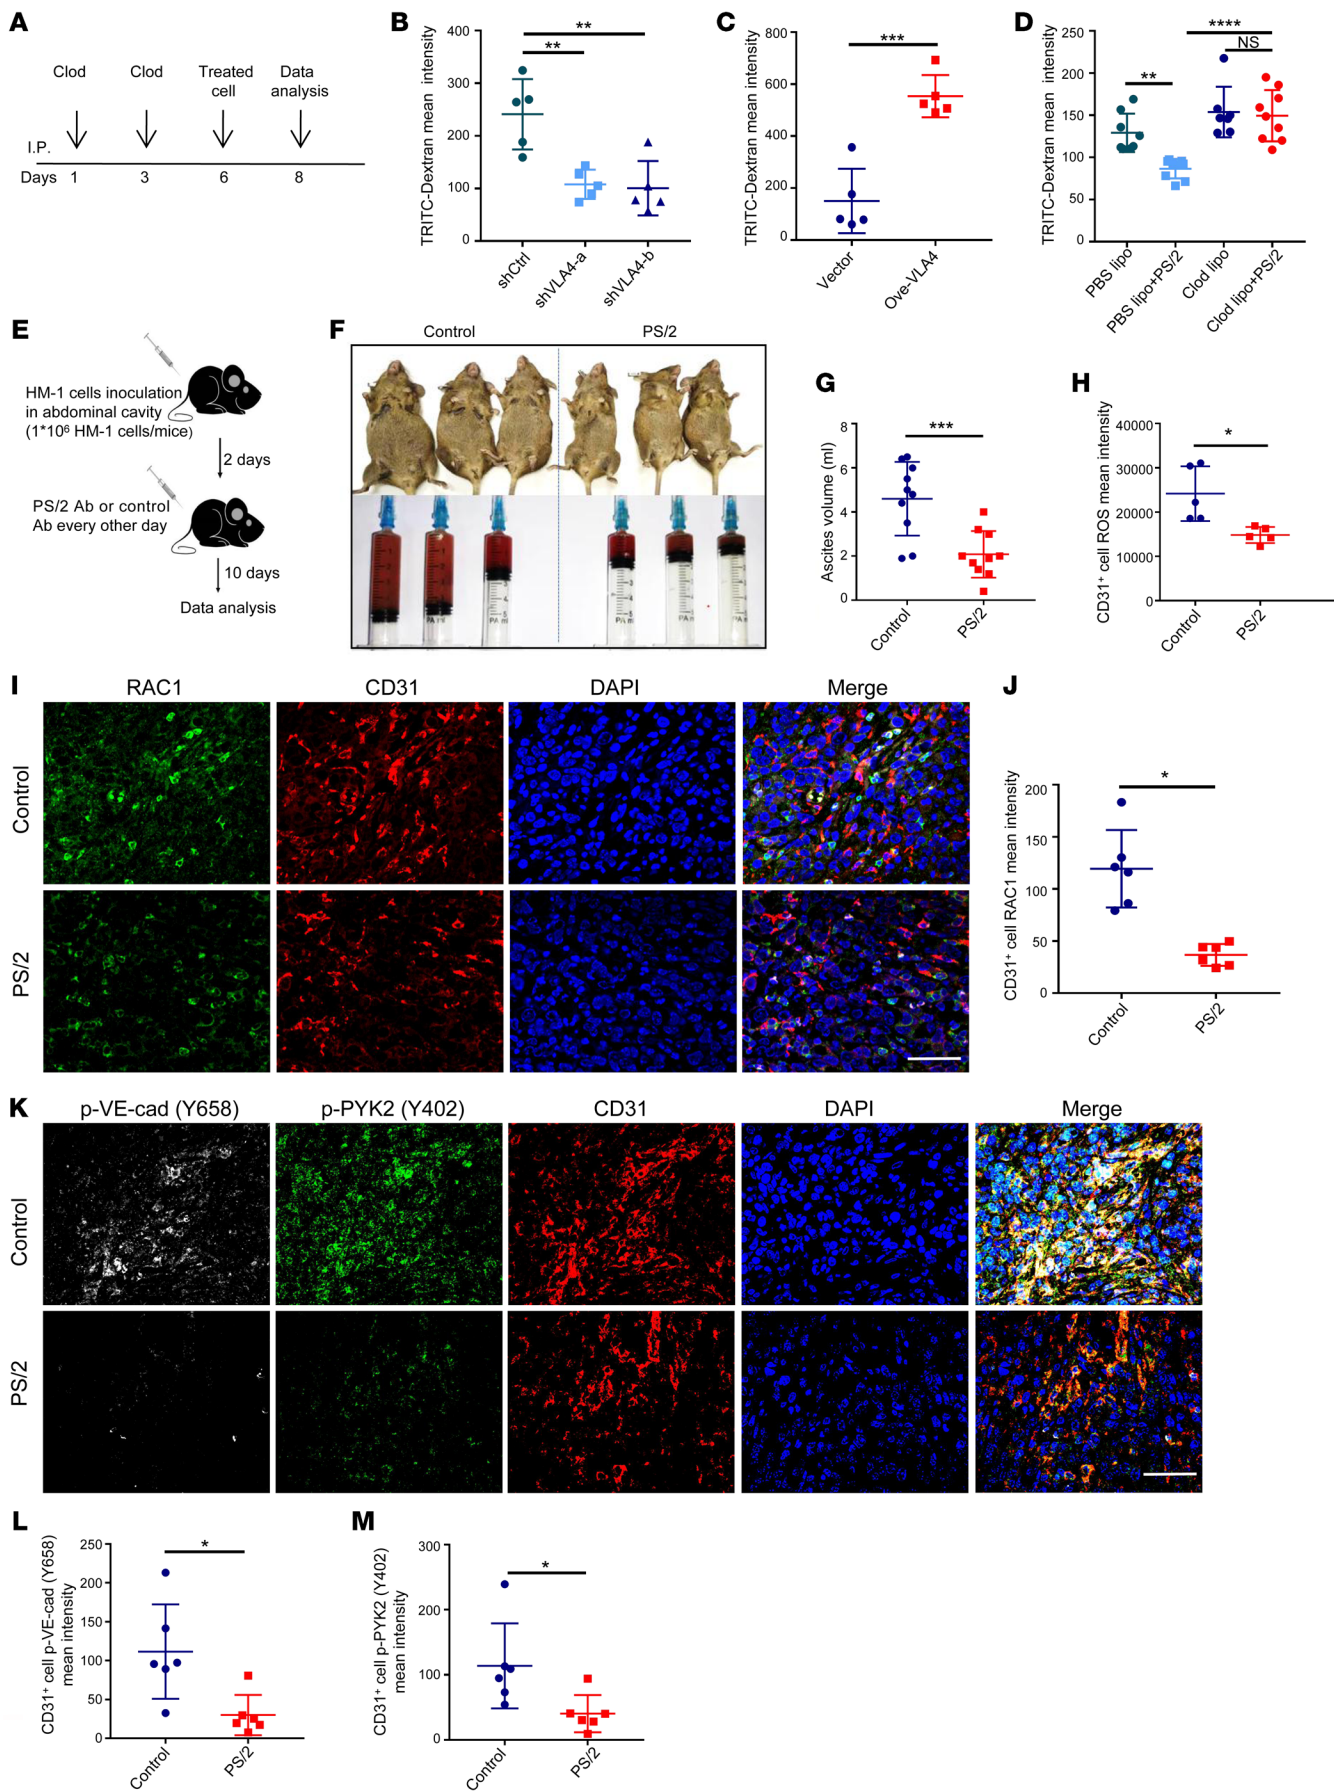 A
Clod Clod Treated cell Data analysis
I.P.
Days 1 3 6 8
B
TRITC-Dextran mean intensity
400
300
200
100
0
**
**
shCtrl
shVLA4-a
shVLA4-b
C
TRITC-Dextran mean intensity
800
600
400
200
0
***
Vector
Ove-VLA4
D
TRITC-Dextran mean intensity
250
200
150
100
50
0
****
NS
**
PBS lipo
PBS lipo+PS/2
Clod lipo
Clod lipo+PS/2
E
HM-1 cells inoculation
in abdominal cavity
(1*10⁶ HM-1 cells/mice)
2 days
PS/2 Ab or control
Ab every other day
10 days
Data analysis
F
Control PS/2
G
Ascites volume (ml)
8
6
4
2
0
***
Control
PS/2
H
CD31⁺ cell ROS mean intensity
40000
30000
20000
10000
0
*
Control
PS/2
I
RAC1 CD31 DAPI Merge
Control
PS/2
J
CD31⁺ cell RAC1 mean intensity
200
150
100
50
0
*
Control
PS/2
K
p-VE-cad (Y658) p-PYK2 (Y402) CD31 DAPI Merge
Control
PS/2
L
CD31⁺ cell p-VE-cad (Y658)
mean intensity
250
200
150
100
50
0
*
Control
PS/2
M
CD31⁺ cell p-PYK2 (Y402)
mean intensity
300
200
100
0
*
Control
PS/2